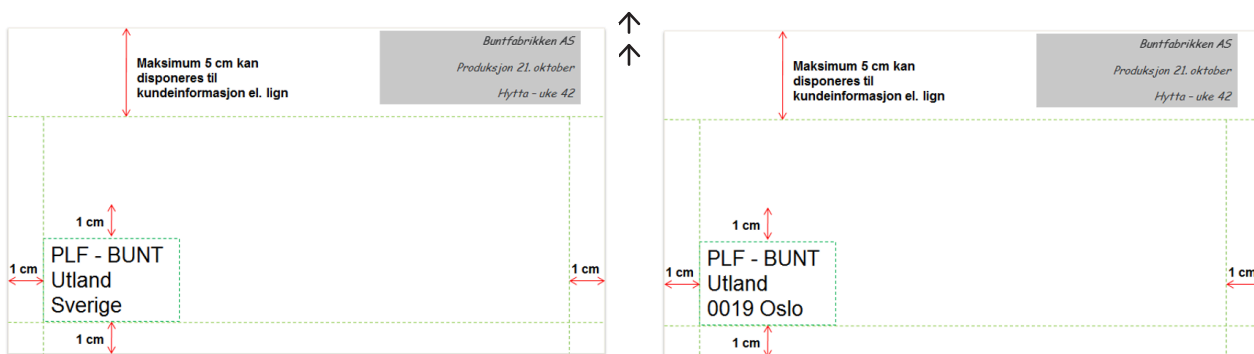 Buntfabrikken AS
Produksjon 21. oktober
Hytta - uke 42
Maksimum 5 cm kan
disponeres til
kundeinformasjon el. lign
1 cm
PLF - BUNT
Utland
Sverige
1 cm
1 cm
1 cm
Buntfabrikken AS
Produksjon 21. oktober
Hytta - uke 42
Maksimum 5 cm kan
disponeres til
kundeinformasjon el. lign
1 cm
PLF - BUNT
Utland
0019 Oslo
1 cm
1 cm
1 cm